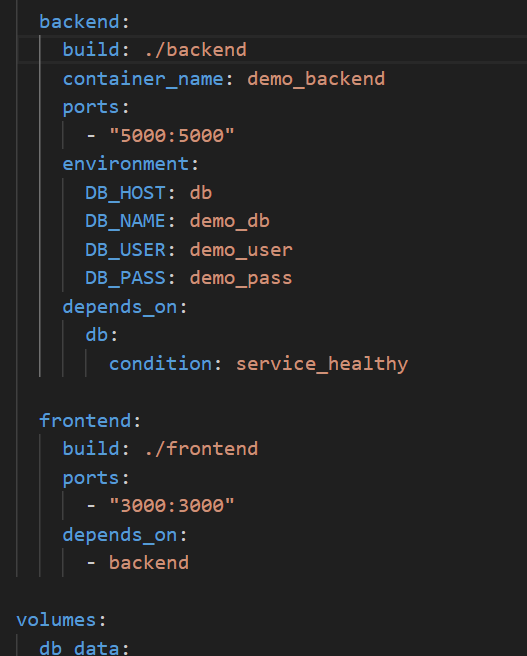 backend:
build: ./backend
container_name: demo_backend
ports:
- "5000:5000"
environment:
DB_HOST: db
DB_NAME: demo_db
DB_USER: demo_user
DB_PASS: demo_pass
depends_on:
db:
condition: service_healthy
frontend:
build: ./frontend
ports:
- "3000:3000"
depends_on:
- backend
volumes:
db_data: